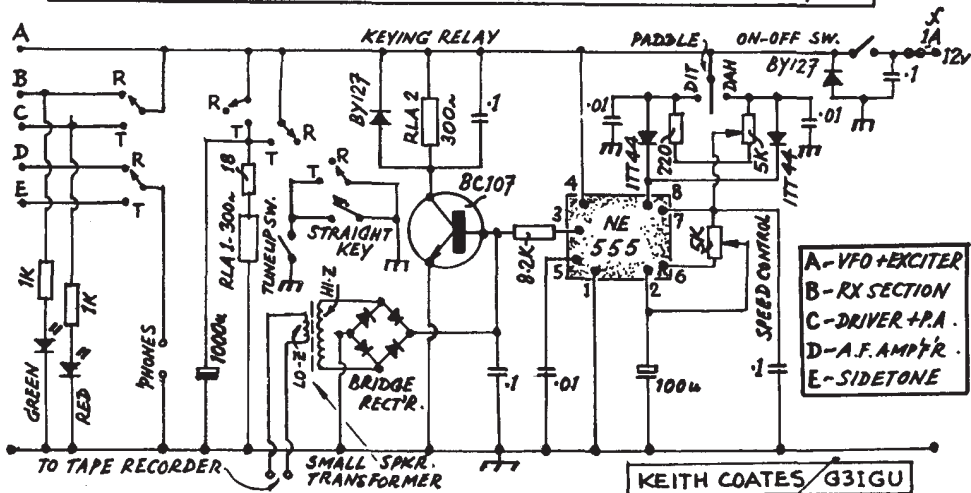 KEYING RELAY
PADDLE
ON-OFF SW.
f
1A
12v
A
B
C
D
E
R
T
R
T
R
T
R
T
R
T
BY127
RLA 2
300Ω
.1
DIT
DAH
BY127
.1
.01
ITT44
220
5K
ITT44
.01
18
RLA 1-300Ω
1000u
TUNEUP SW.
STRAIGHT
KEY
BC107
8.2K
NE
555
4
3
5
1
2
6
7
8
5K
SPEED CONTROL
1K
1K
GREEN
RED
'PHONES
LO-Z
HI-Z
BRIDGE
RECT'R.
.1
.01
100u
.1
A-VFO+EXCITER
B-RX SECTION
C-DRIVER+P.A.
D-A.F.AMP'F'R.
E-SIDETONE
TO TAPE RECORDER
SMALL SPKR.
TRANSFORMER
KEITH COATES/G3IGU